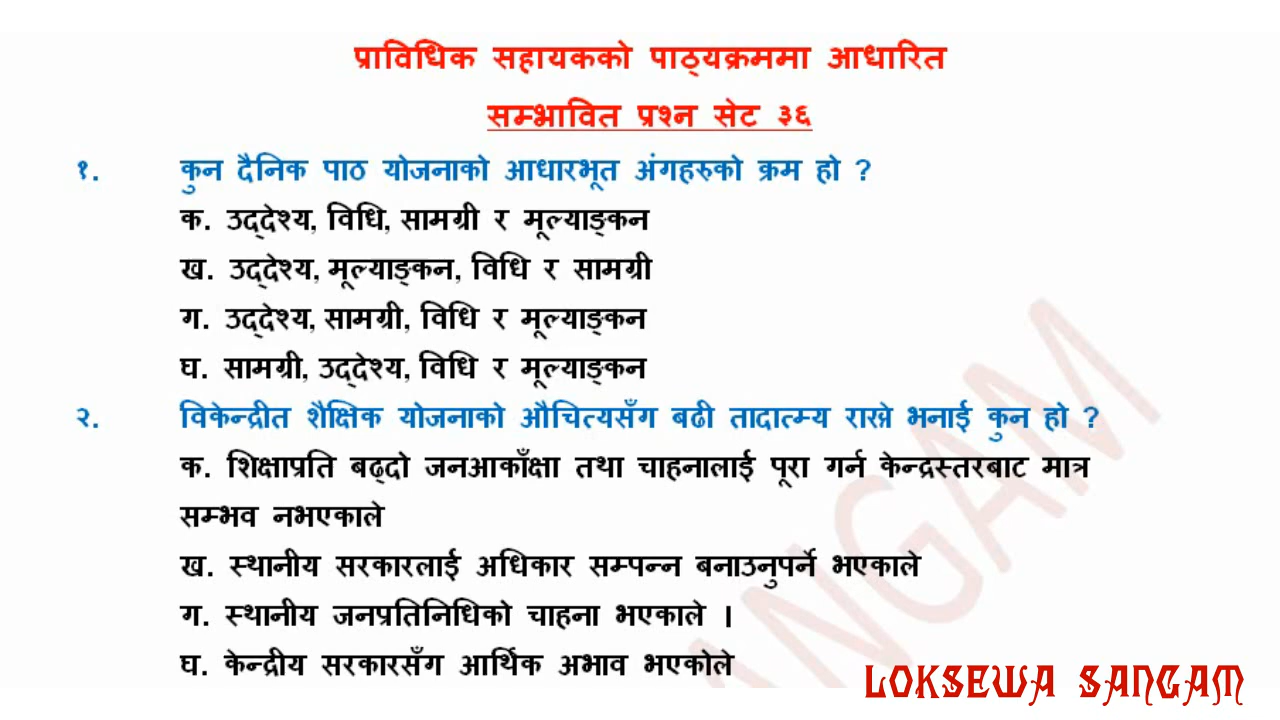 प्राविधिक सहायकको पाठ्यक्रममा आधारित
सम्भावित प्रश्न सेट ३६
१. कुन दैनिक पाठ योजनाको आधारभूत अंगहरुको क्रम हो ?
क. उद्देश्य, विधि, सामग्री र मूल्याङ्कन
ख. उद्देश्य, मूल्याङ्कन, विधि र सामग्री
ग. उद्देश्य, सामग्री, विधि र मूल्याङ्कन
घ. सामग्री, उद्देश्य, विधि र मूल्याङ्कन
२. विकेन्द्रीत शैक्षिक योजनाको औचित्यसँग बढी तादात्म्य राख्ने भनाई कुन हो ?
क. शिक्षाप्रति बढ्दो जनआकाँक्षा तथा चाहनालाई पूरा गर्न केन्द्रस्तरबाट मात्र
सम्भव नभएकाले
ख. स्थानीय सरकारलाई अधिकार सम्पन्न बनाउनुपर्ने भएकाले
ग. स्थानीय जनप्रतिनिधिको चाहना भएकाले ।
घ. केन्द्रीय सरकारसँग आर्थिक अभाव भएकोले
LOKSEWA SANGAM